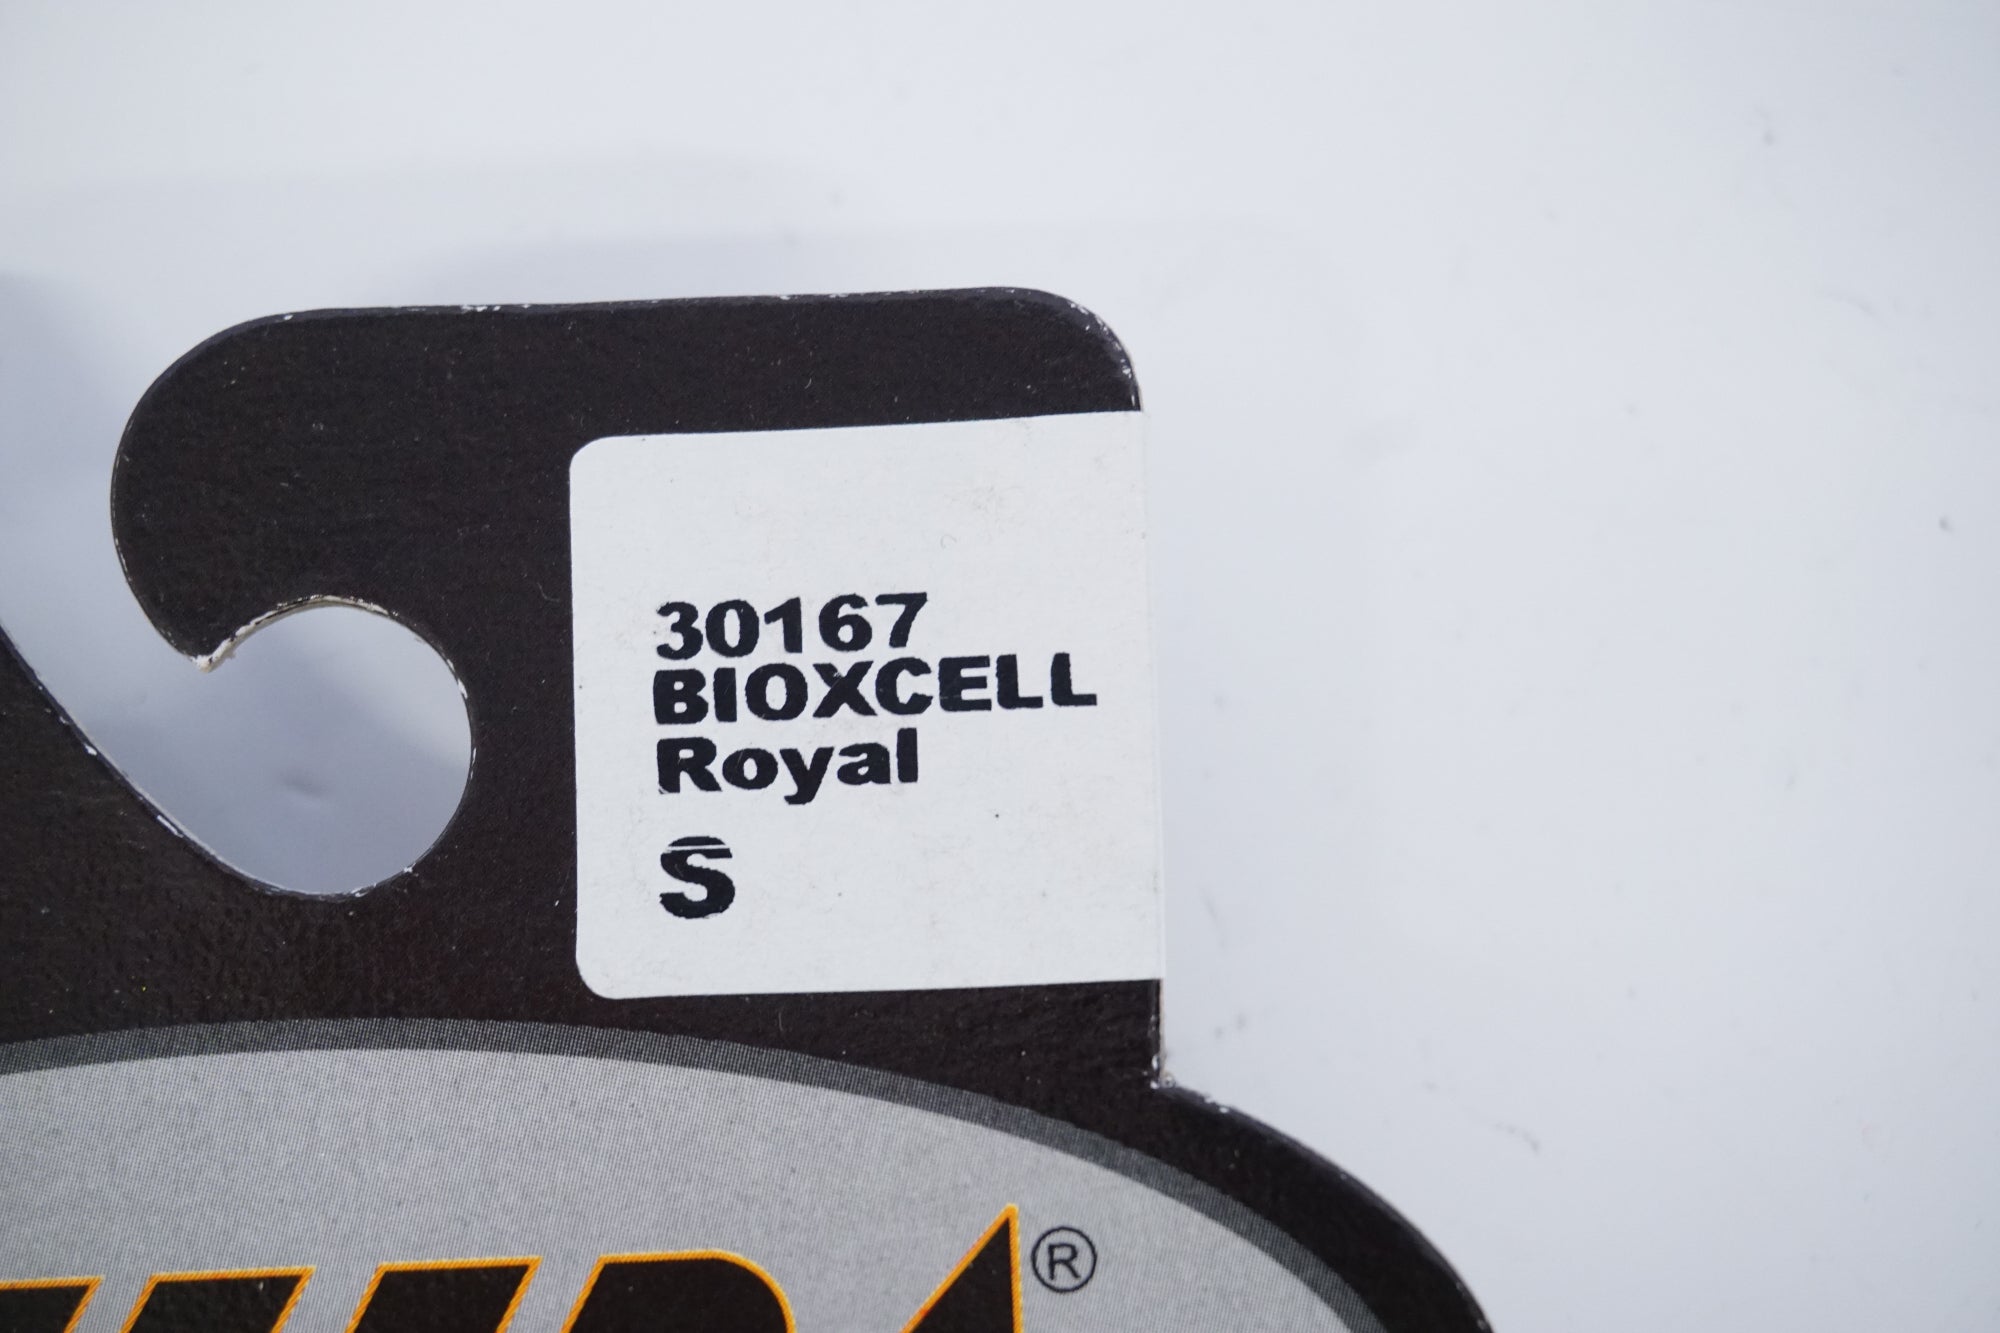 30167
BIOXCELL
Royal
S
®